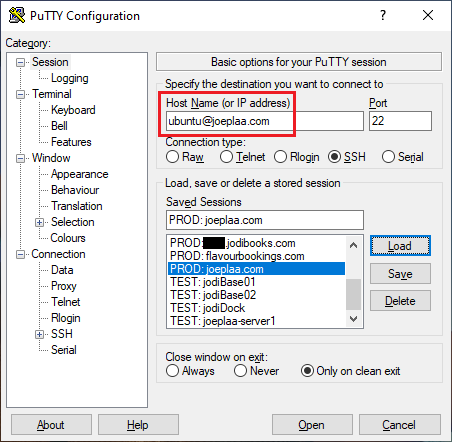 PuTTY Configuration
Category:
Session
Logging
Terminal
Keyboard
Bell
Features
Window
Appearance
Behaviour
Translation
Selection
Colours
Connection
Data
Proxy
Telnet
Rlogin
SSH
Serial
Basic options for your PuTTY session
Specify the destination you want to connect to
Host Name (or IP address) Port
ubuntu@joeplaa.com 22
Connection type:
Raw Telnet Rlogin SSH Serial
Load, save or delete a stored session
Saved Sessions
PROD: joeplaa.com
PROD: .jodibooks.com
PROD: flavourbookings.com
PROD: joeplaa.com
TEST: jodiBase01
TEST: jodiBase02
TEST: jodiDock
TEST: joeplaa-server1
Load
Save
Delete
Close window on exit:
Always Never Only on clean exit
About Help Open Cancel